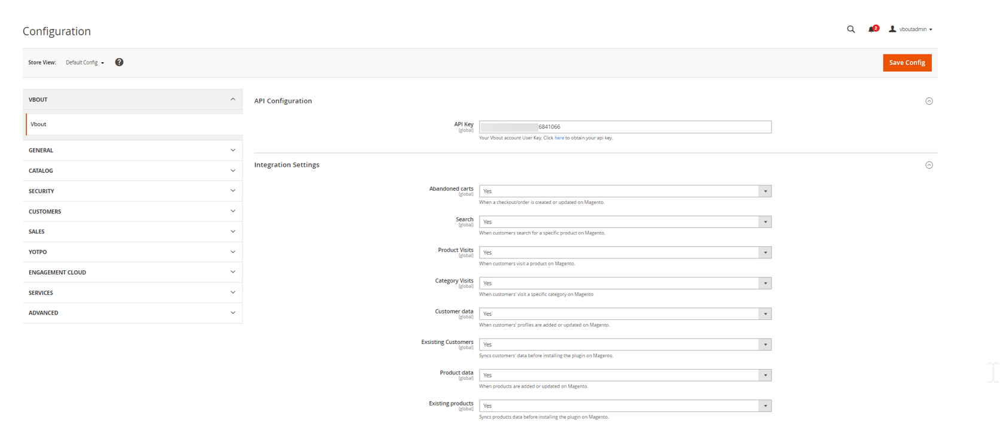 Configuration
2
vboutadmin
Store View: Default Config ?
Save Config
VBOUT
Vbout
GENERAL
CATALOG
SECURITY
CUSTOMERS
SALES
YOTPO
ENGAGEMENT CLOUD
SERVICES
ADVANCED
API Configuration
API Key
[global]
6841066
Your Vbout account User Key. Click here to obtain your api key.
Integration Settings
Abandoned carts
[global]
Yes
When a checkout/order is created or updated on Magento.
Search
[global]
Yes
When customers search for a specific product on Magento.
Product Visits
[global]
Yes
When customers visit a product on Magento.
Category Visits
[global]
Yes
When customers' visit a specific category on Magento
Customer data
[global]
Yes
When customers' profiles are added or updated on Magento.
Exsisting Customers
[global]
Yes
Syncs customers' data before installing the plugin on Magento.
Product data
[global]
Yes
When products are added or updated on Magento.
Existing products
[global]
Yes
Syncs products data before installing the plugin on Magento.